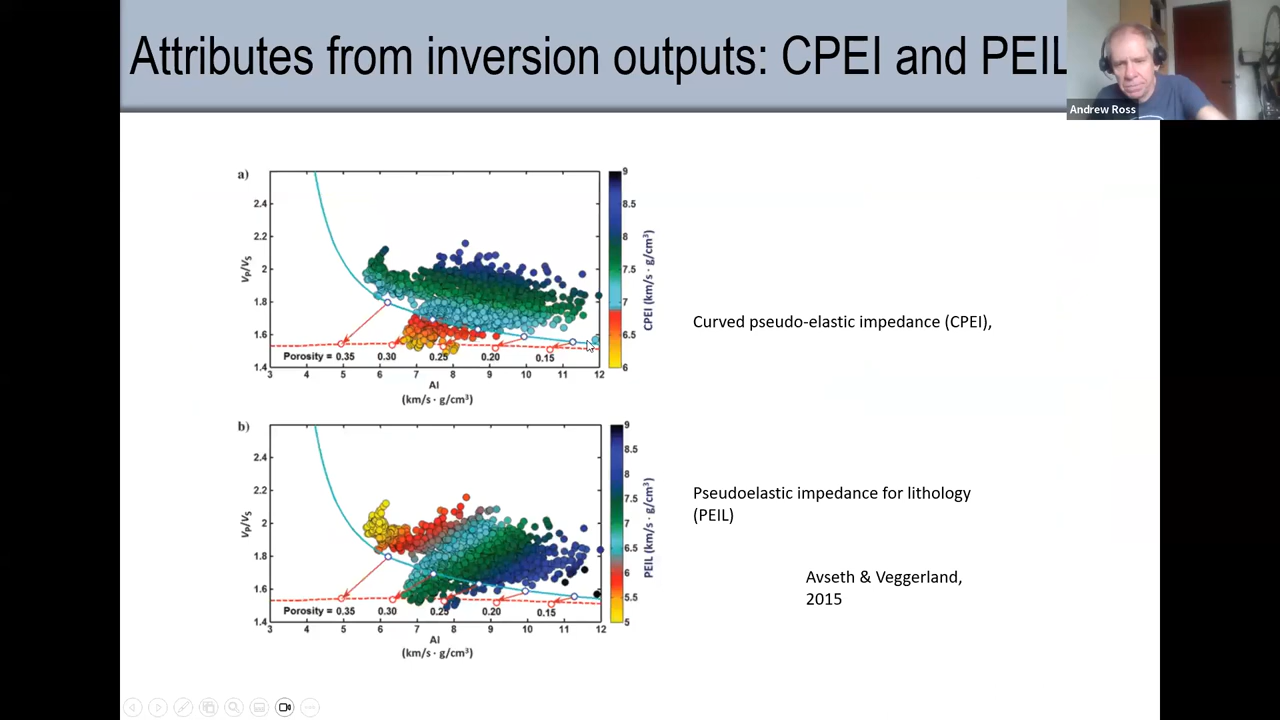 Attributes from inversion outputs: CPEI and PEIL
Andrew Ross
a)
2.4
2.2
2
1.8
1.6
1.4
VP/VS
Porosity = 0.35 0.30 0.25 0.20 0.15
3 4 5 6 7 8 9 10 11 12
AI
(km/s · g/cm³)
9
8.5
8
7.5
7
6.5
6
CPEI (km/s · g/cm³)
Curved pseudo-elastic impedance (CPEI),
b)
2.4
2.2
2
1.8
1.6
1.4
VP/VS
Porosity = 0.35 0.30 0.25 0.20 0.15
3 4 5 6 7 8 9 10 11 12
AI
(km/s · g/cm³)
9
8.5
8
7.5
7
6.5
6
5.5
5
PEIL (km/s · g/cm³)
Pseudoelastic impedance for lithology
(PEIL)
Avseth & Veggerland,
2015